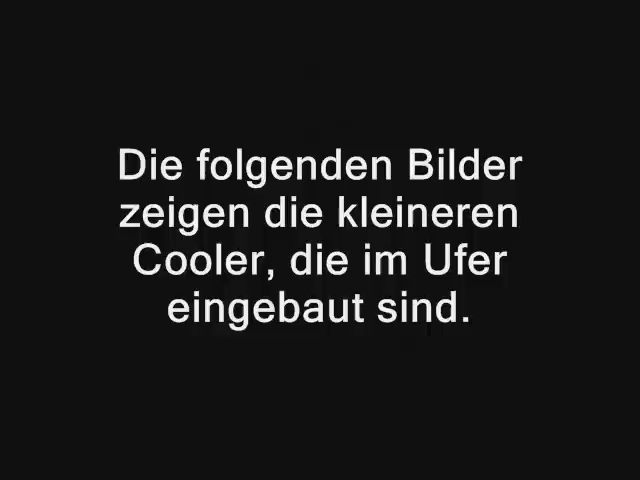 Die folgenden Bilder
zeigen die kleineren
Cooler, die im Ufer
eingebaut sind.